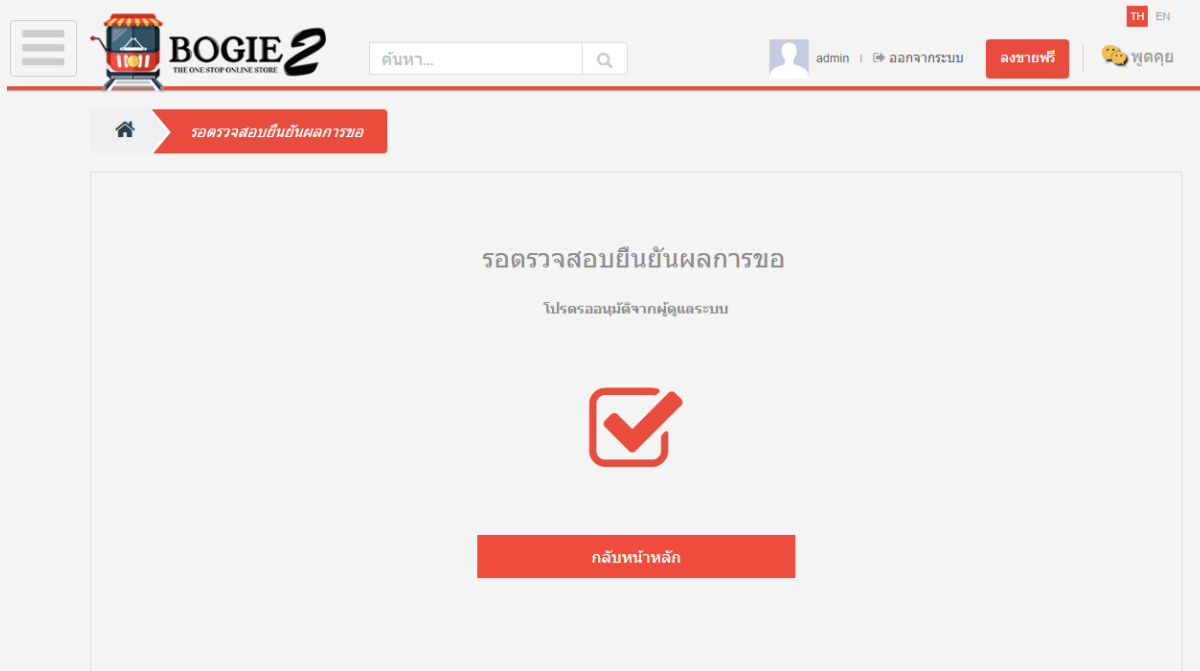 TH EN
BOGIE 2
THE ONE STOP ONLINE STORE
ค้นหา...
admin | ออกจากระบบ
ลงขายฟรี
พูดคุย
รอตรวจสอบยืนยันผลการขอ
รอตรวจสอบยืนยันผลการขอ
โปรดรออนุมัติจากผู้ดูแลระบบ
กลับหน้าหลัก